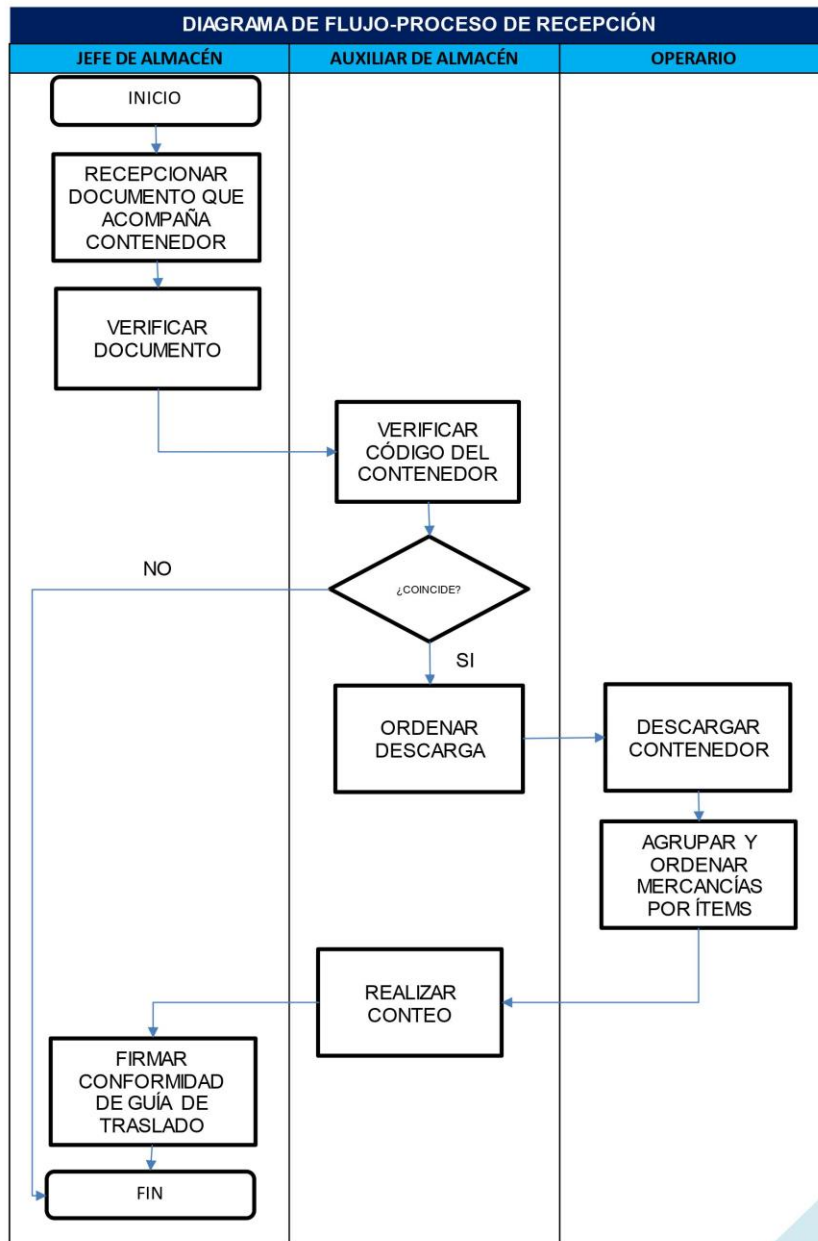 DIAGRAMA DE FLUJO-PROCESO DE RECEPCIÓN
JEFE DE ALMACÉN
AUXILIAR DE ALMACÉN
OPERARIO
INICIO
RECEPCIONAR
DOCUMENTO QUE
ACOMPAÑA
CONTENEDOR
VERIFICAR
DOCUMENTO
VERIFICAR
CÓDIGO DEL
CONTENEDOR
¿COINCIDE?
NO
SI
ORDENAR
DESCARGA
DESCARGAR
CONTENEDOR
AGRUPAR Y
ORDENAR
MERCANCÍAS
POR ÍTEMS
REALIZAR
CONTEO
FIRMAR
CONFORMIDAD
DE GUÍA DE
TRASLADO
FIN